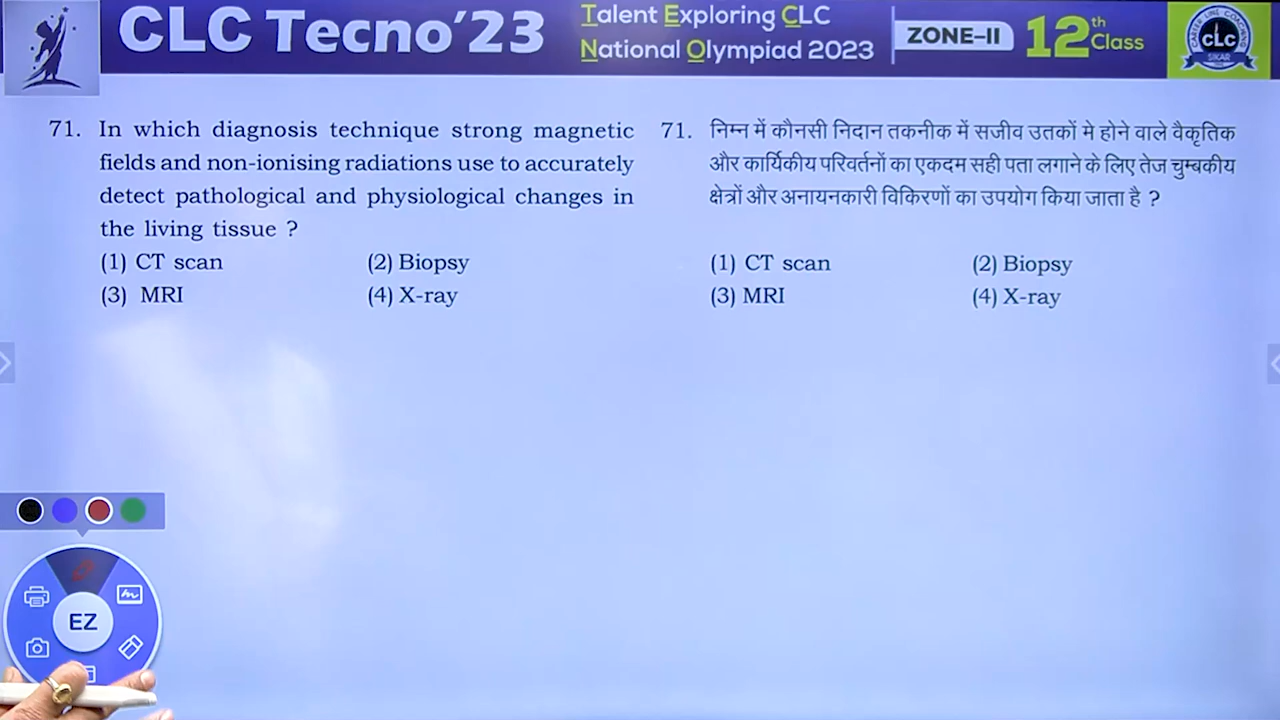 CLC Tecno'23
Talent Exploring CLC
National Olympiad 2023
ZONE-II
12th Class
CAREER LINE COACHING
CLC
SIKAR
71. In which diagnosis technique strong magnetic
fields and non-ionising radiations use to accurately
detect pathological and physiological changes in
the living tissue ?
(1) CT scan (2) Biopsy
(3) MRI (4) X-ray
71. निम्न में कौनसी निदान तकनीक में सजीव उतकों मे होने वाले वैकृतिक
और कार्यिकीय परिवर्तनों का एकदम सही पता लगाने के लिए तेज चुम्बकीय
क्षेत्रों और अनायनकारी विकिरणों का उपयोग किया जाता है ?
(1) CT scan (2) Biopsy
(3) MRI (4) X-ray
EZ